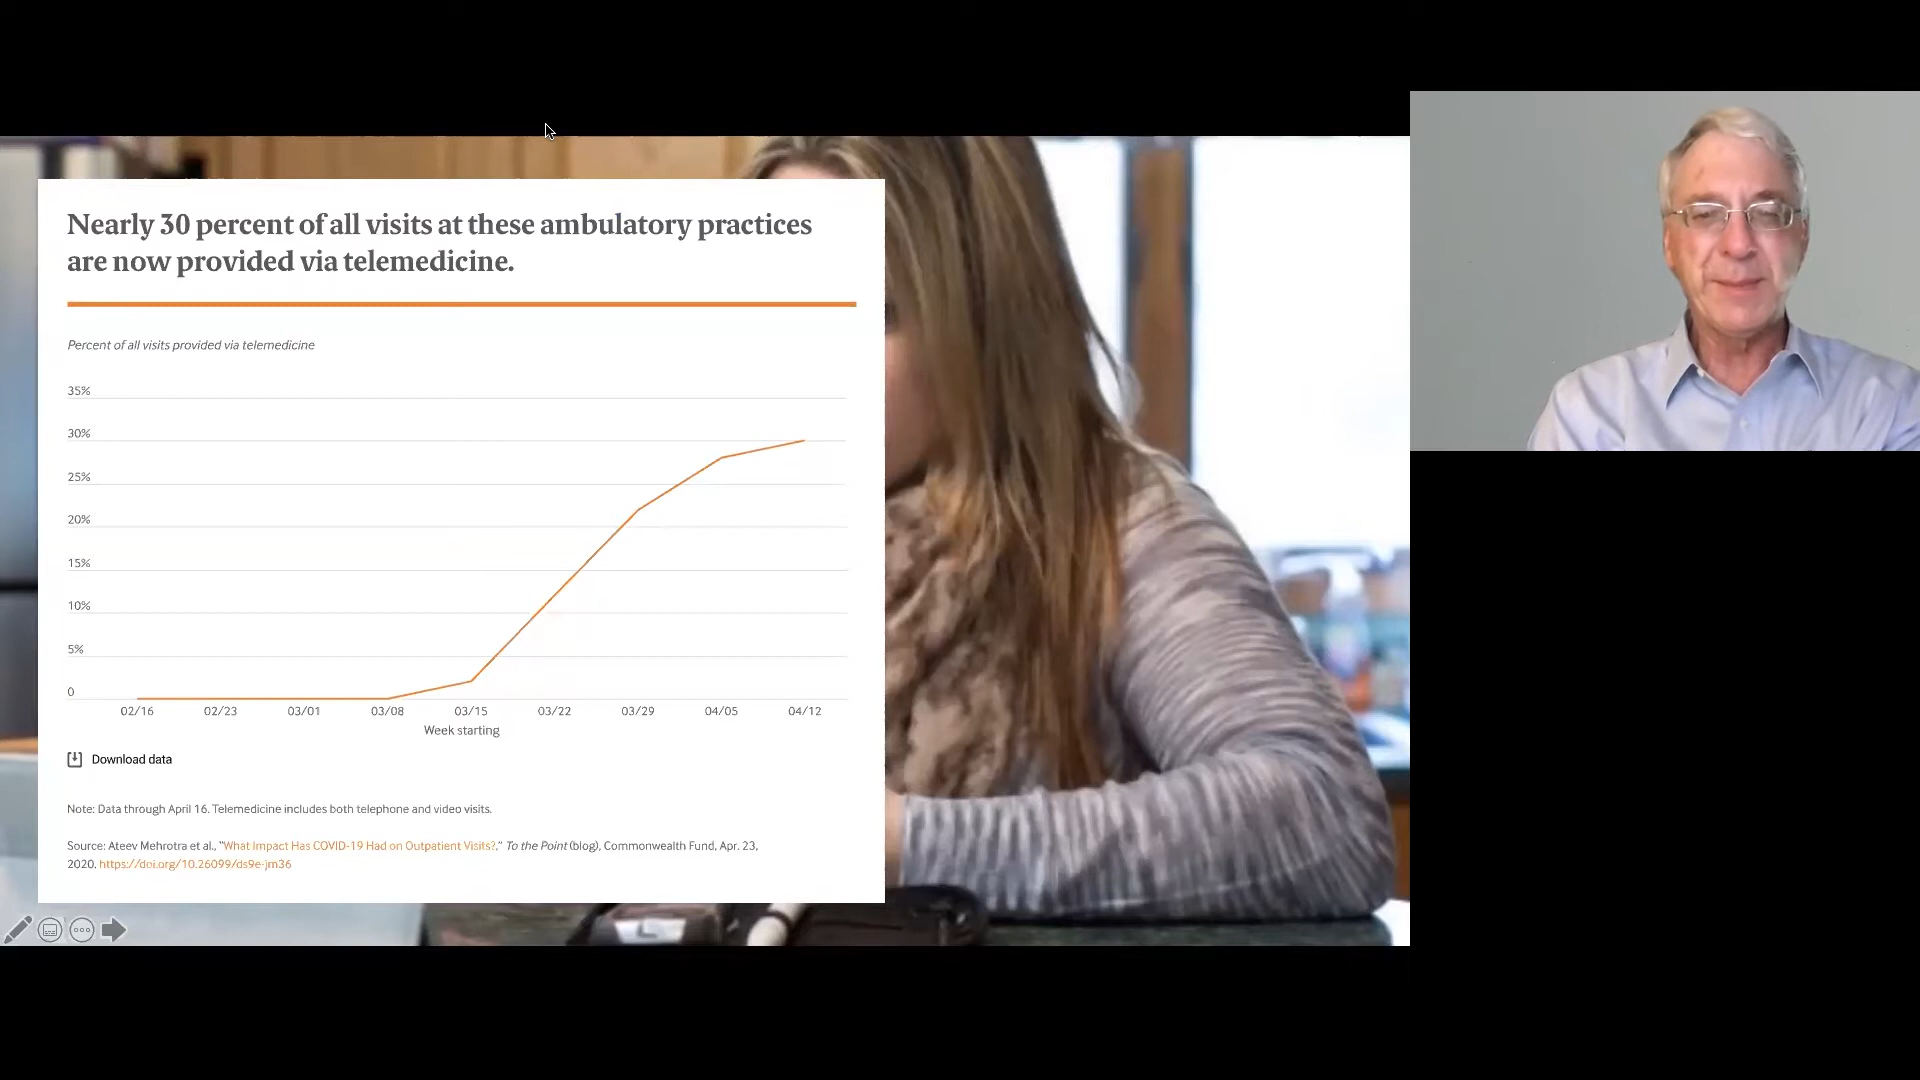 Nearly 30 percent of all visits at these ambulatory practices
are now provided via telemedicine.
Percent of all visits provided via telemedicine
35%
30%
25%
20%
15%
10%
5%
0
02/16 02/23 03/01 03/08 03/15 03/22 03/29 04/05 04/12
Week starting
Download data
Note: Data through April 16. Telemedicine includes both telephone and video visits.
Source: Ateev Mehrotra et al., "What Impact Has COVID-19 Had on Outpatient Visits?," To the Point (blog), Commonwealth Fund, Apr. 23,
2020. https://doi.org/10.26099/ds9e-jm36